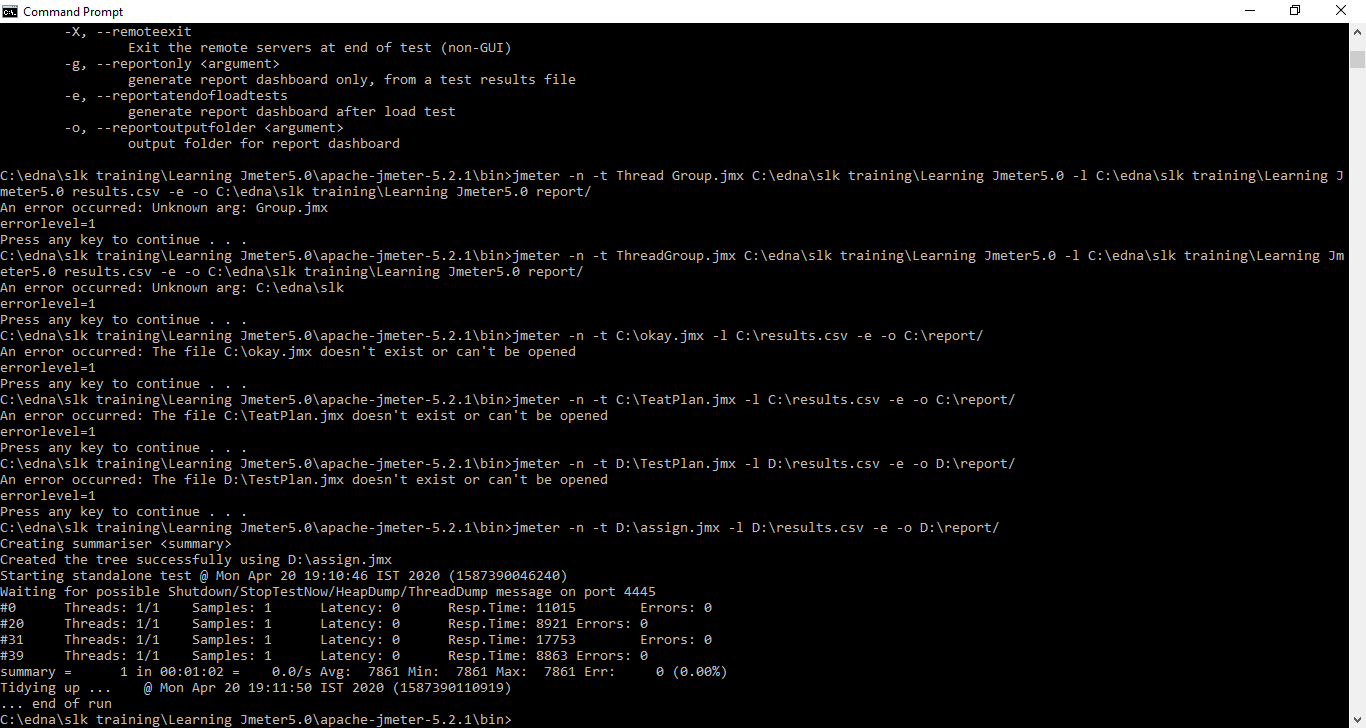 Command Prompt
-X, --remoteexit
Exit the remote servers at end of test (non-GUI)
-g, --reportonly <argument>
generate report dashboard only, from a test results file
-e, --reportatendofloadtests
generate report dashboard after load test
-o, --reportoutputfolder <argument>
output folder for report dashboard
C:\edna\slk training\Learning Jmeter5.0\apache-jmeter-5.2.1\bin>jmeter -n -t Thread Group.jmx C:\edna\slk training\Learning Jmeter5.0 -l C:\edna\slk training\Learning J
meter5.0 results.csv -e -o C:\edna\slk training\Learning Jmeter5.0 report/
An error occurred: Unknown arg: Group.jmx
errorlevel=1
Press any key to continue . . .
C:\edna\slk training\Learning Jmeter5.0\apache-jmeter-5.2.1\bin>jmeter -n -t ThreadGroup.jmx C:\edna\slk training\Learning Jmeter5.0 -l C:\edna\slk training\Learning Jm
eter5.0 results.csv -e -o C:\edna\slk training\Learning Jmeter5.0 report/
An error occurred: Unknown arg: C:\edna\slk
errorlevel=1
Press any key to continue . . .
C:\edna\slk training\Learning Jmeter5.0\apache-jmeter-5.2.1\bin>jmeter -n -t C:\okay.jmx -l C:\results.csv -e -o C:\report/
An error occurred: The file C:\okay.jmx doesn't exist or can't be opened
errorlevel=1
Press any key to continue . . .
C:\edna\slk training\Learning Jmeter5.0\apache-jmeter-5.2.1\bin>jmeter -n -t C:\TeatPlan.jmx -l C:\results.csv -e -o C:\report/
An error occurred: The file C:\TeatPlan.jmx doesn't exist or can't be opened
errorlevel=1
Press any key to continue . . .
C:\edna\slk training\Learning Jmeter5.0\apache-jmeter-5.2.1\bin>jmeter -n -t D:\TestPlan.jmx -l D:\results.csv -e -o D:\report/
An error occurred: The file D:\TestPlan.jmx doesn't exist or can't be opened
errorlevel=1
Press any key to continue . . .
C:\edna\slk training\Learning Jmeter5.0\apache-jmeter-5.2.1\bin>jmeter -n -t D:\assign.jmx -l D:\results.csv -e -o D:\report/
Creating summariser <summary>
Created the tree successfully using D:\assign.jmx
Starting standalone test @ Mon Apr 20 19:10:46 IST 2020 (1587390046240)
Waiting for possible Shutdown/StopTestNow/HeapDump/ThreadDump message on port 4445
#0 Threads: 1/1 Samples: 1 Latency: 0 Resp.Time: 11015 Errors: 0
#20 Threads: 1/1 Samples: 1 Latency: 0 Resp.Time: 8921 Errors: 0
#31 Threads: 1/1 Samples: 1 Latency: 0 Resp.Time: 17753 Errors: 0
#39 Threads: 1/1 Samples: 1 Latency: 0 Resp.Time: 8863 Errors: 0
summary = 1 in 00:01:02 = 0.0/s Avg: 7861 Min: 7861 Max: 7861 Err: 0 (0.00%)
Tidying up ... @ Mon Apr 20 19:11:50 IST 2020 (1587390110919)
... end of run
C:\edna\slk training\Learning Jmeter5.0\apache-jmeter-5.2.1\bin>